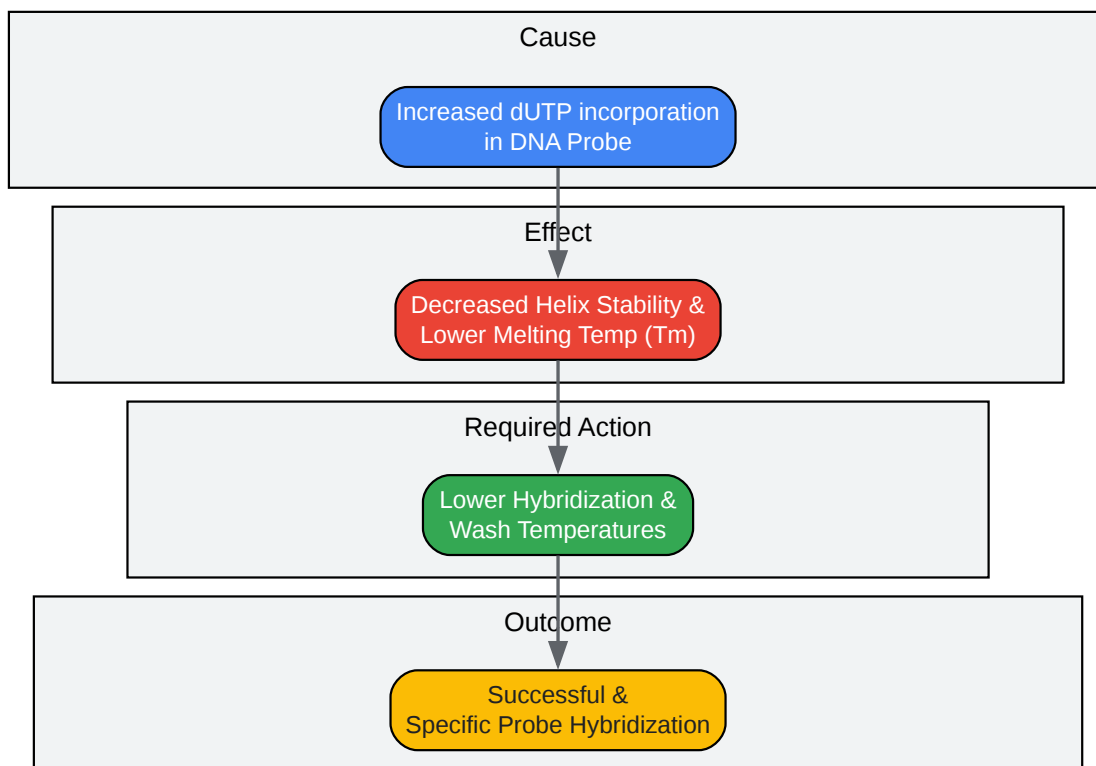 Cause
Increased dUTP incorporation
in DNA Probe
Effect
Decreased Helix Stability &
Lower Melting Temp (Tm)
Required Action
Lower Hybridization &
Wash Temperatures
Outcome
Successful &
Specific Probe Hybridization